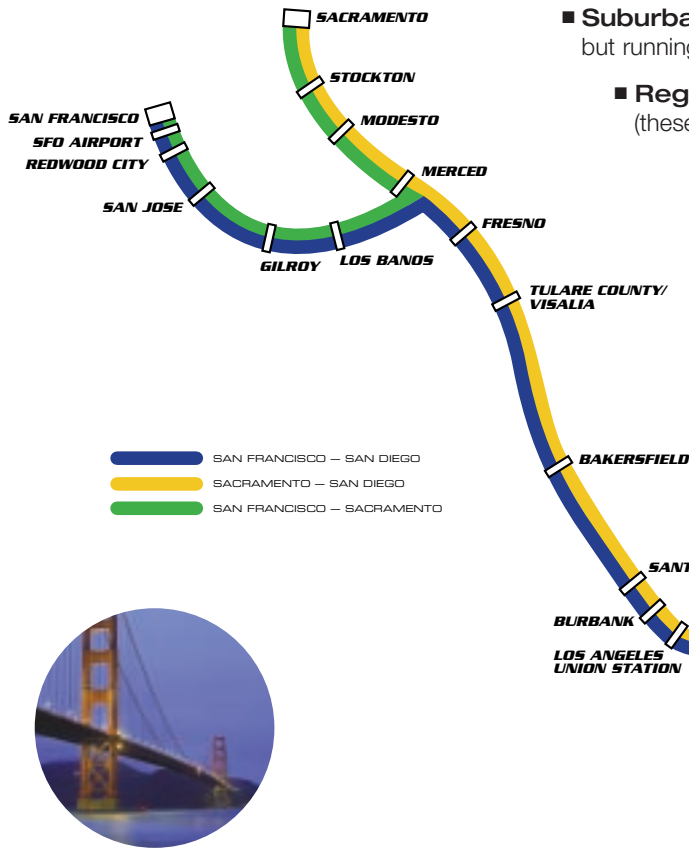 SACRAMENTO
■ Suburba
but running
STOCKTON
■ Reg
(these
SAN FRANCISCO
SFO AIRPORT
REDWOOD CITY
MODESTO
MERCED
SAN JOSE
FRESNO
GILROY
LOS BANOS
TULARE COUNTY/
VISALIA
SAN FRANCISCO – SAN DIEGO
SACRAMENTO – SAN DIEGO
SAN FRANCISCO – SACRAMENTO
BAKERSFIELD
SANT
BURBANK
LOS ANGELES
UNION STATION